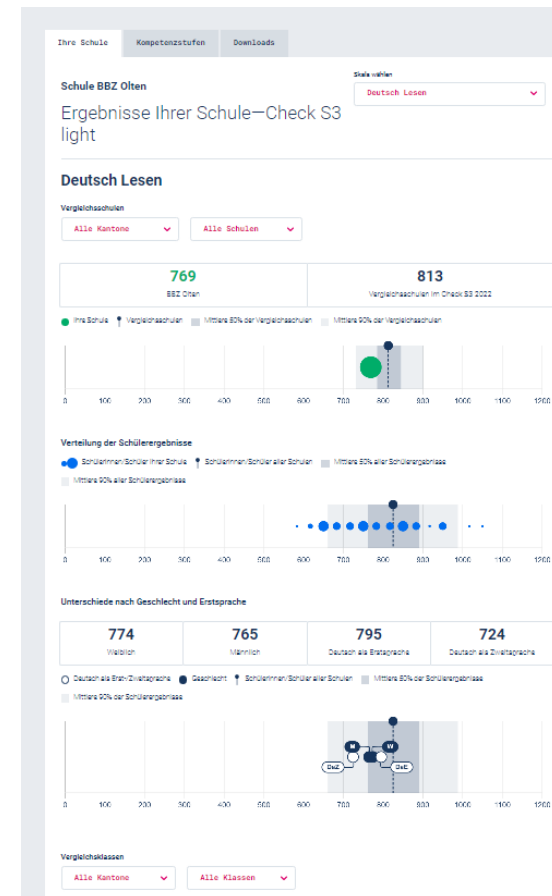 Ihre Schule Kompetenzstufen Downloads
Skala wählen
Schule BBZ Olten
Deutsch Lesen
Ergebnisse Ihrer Schule—Check S3
light
Deutsch Lesen
Vergleichsschulen
Alle Kantone Alle Schulen
769 813
BBZ Olten Vergleichsschulen im Check S3 2022
Ihre Schule Vergleichsschulen Mittlere 50% der Vergleichsschulen Mittlere 90% der Vergleichsschulen
0 100 200 300 400 500 600 700 800 900 1000 1100 1200
Verteilung der Schülerergebnisse
Schülerinnen/Schüler Ihrer Schule Schülerinnen/Schüler aller Schulen Mittlere 50% aller Schülerergebnisse
Mittlere 90% aller Schülerergebnisse
0 100 200 300 400 500 600 700 800 900 1000 1100 1200
Unterschiede nach Geschlecht und Erstsprache
774 765 795 724
Weiblich Männlich Deutsch als Erstsprache Deutsch als Zweitsprache
Deutsch als Erst-/Zweitsprache Geschlecht Schülerinnen/Schüler aller Schulen Mittlere 50% der Schülerergebnisse
Mittlere 90% der Schülerergebnisse
M W
DaZ DaE
0 100 200 300 400 500 600 700 800 900 1000 1100 1200
Vergleichsklassen
Alle Kantone Alle Klassen